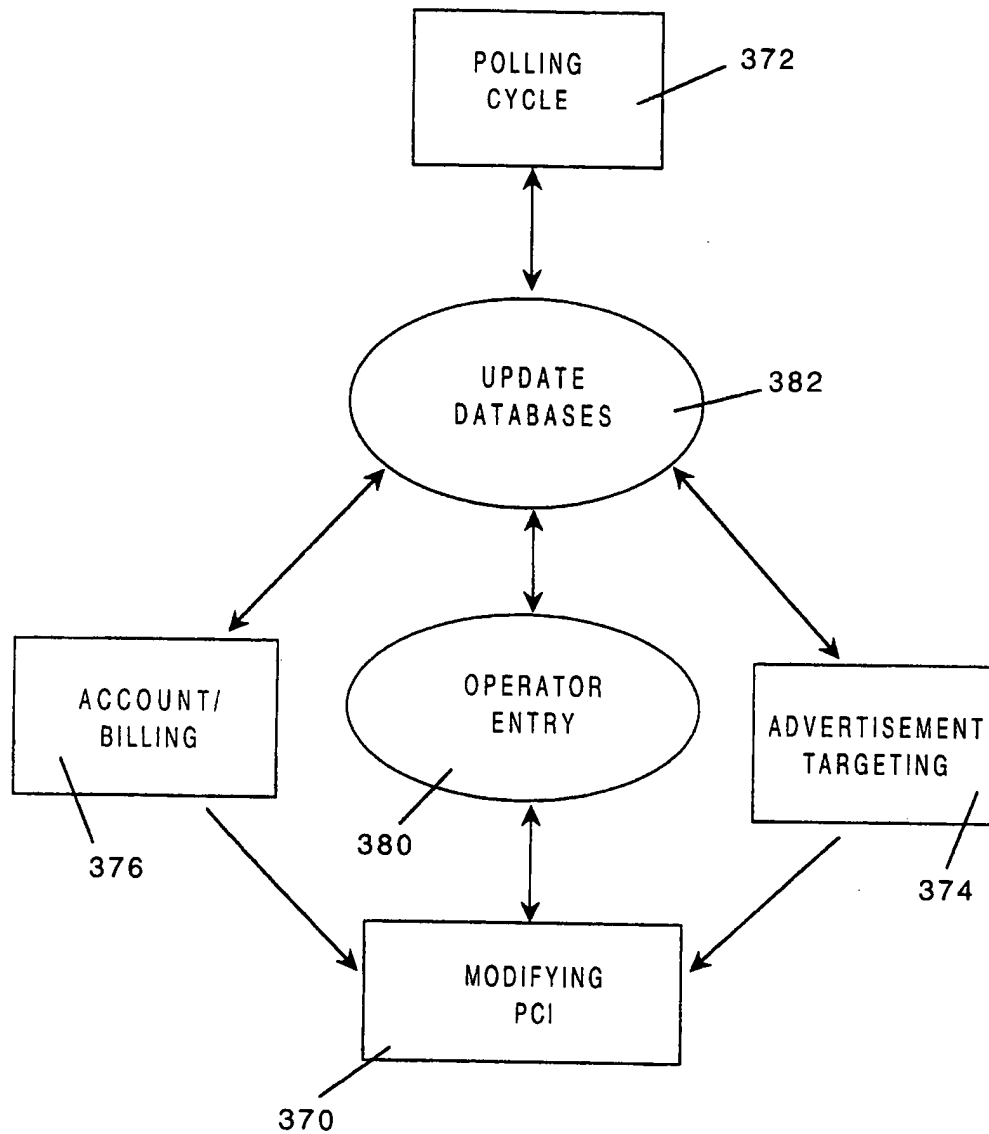 POLLING
CYCLE
372
UPDATE
DATABASES
382
ACCOUNT/
BILLING
376
OPERATOR
ENTRY
380
ADVERTISEMENT
TARGETING
374
MODIFYING
PCI
370